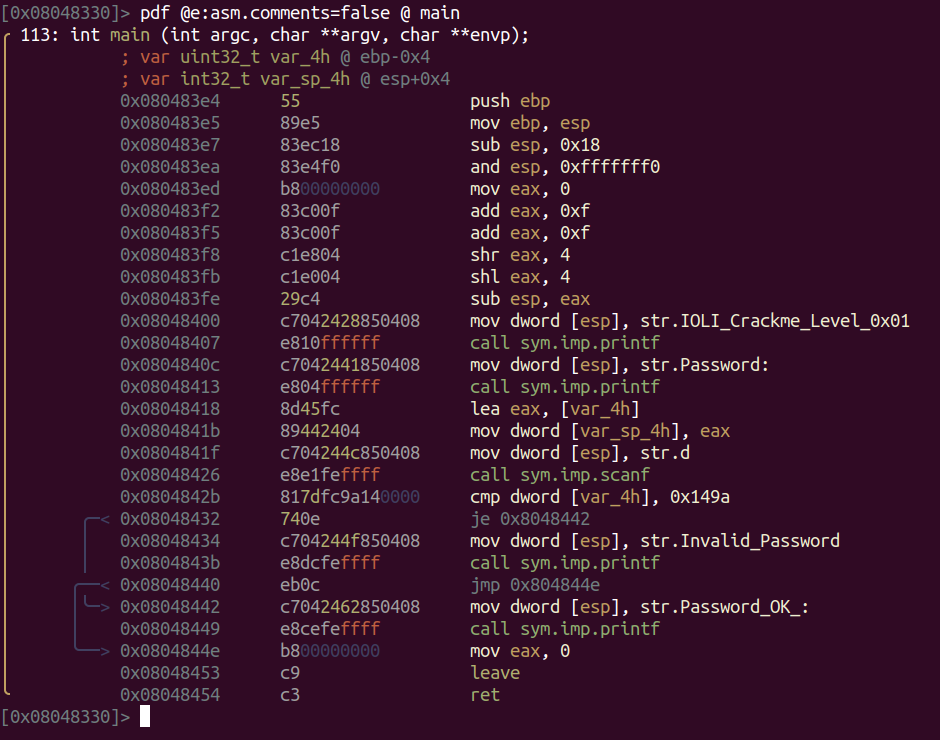 [0x08048330]> pdf @e:asm.comments=false @ main
113: int main (int argc, char **argv, char **envp);
; var uint32_t var_4h @ ebp-0x4
; var int32_t var_sp_4h @ esp+0x4
0x080483e4 55 push ebp
0x080483e5 89e5 mov ebp, esp
0x080483e7 83ec18 sub esp, 0x18
0x080483ea 83e4f0 and esp, 0xfffffff0
0x080483ed b800000000 mov eax, 0
0x080483f2 83c00f add eax, 0xf
0x080483f5 83c00f add eax, 0xf
0x080483f8 c1e804 shr eax, 4
0x080483fb c1e004 shl eax, 4
0x080483fe 29c4 sub esp, eax
0x08048400 c7042428850408 mov dword [esp], str.IOLI_Crackme_Level_0x01
0x08048407 e810ffffff call sym.imp.printf
0x0804840c c7042441850408 mov dword [esp], str.Password:
0x08048413 e804ffffff call sym.imp.printf
0x08048418 8d45fc lea eax, [var_4h]
0x0804841b 89442404 mov dword [var_sp_4h], eax
0x0804841f c704244c850408 mov dword [esp], str.d
0x08048426 e8e1feffff call sym.imp.scanf
0x0804842b 817dfc9a140000 cmp dword [var_4h], 0x149a
0x08048432 740e je 0x8048442
0x08048434 c704244f850408 mov dword [esp], str.Invalid_Password
0x0804843b e8dcfeffff call sym.imp.printf
0x08048440 eb0c jmp 0x804844e
0x08048442 c7042462850408 mov dword [esp], str.Password_OK_:
0x08048449 e8cefeffff call sym.imp.printf
0x0804844e b800000000 mov eax, 0
0x08048453 c9 leave
0x08048454 c3 ret
[0x08048330]>